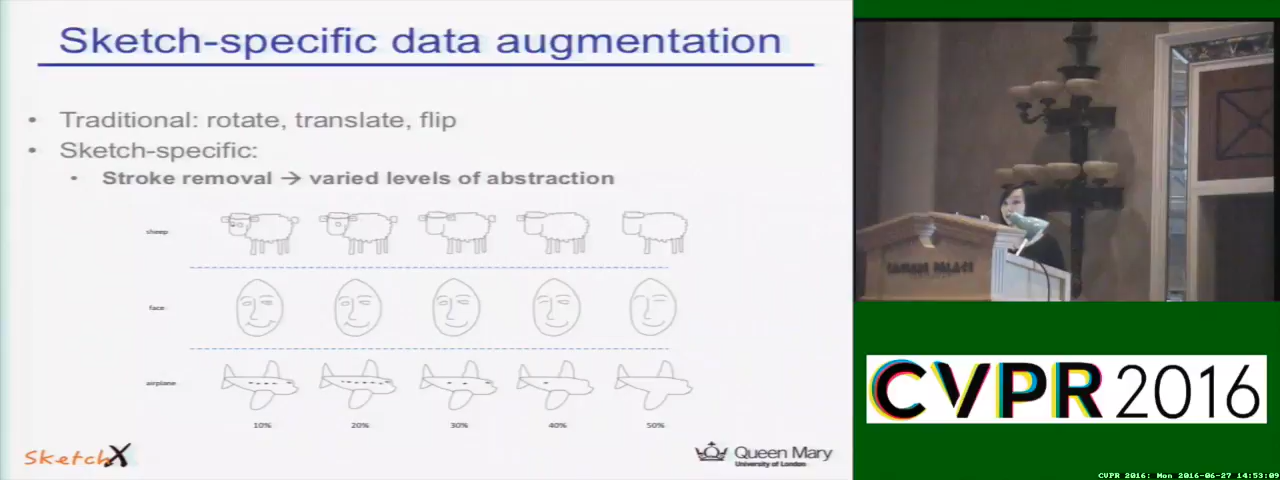 Sketch-specific data augmentation
• Traditional: rotate, translate, flip
• Sketch-specific:
• Stroke removal → varied levels of abstraction
sheep
face
airplane
10% 20% 30% 40% 50%
SketchX
Queen Mary
University of London
CAESARS PALACE
CVPR 2016
CVPR 2016: Mon 2016-06-27 14:53:09